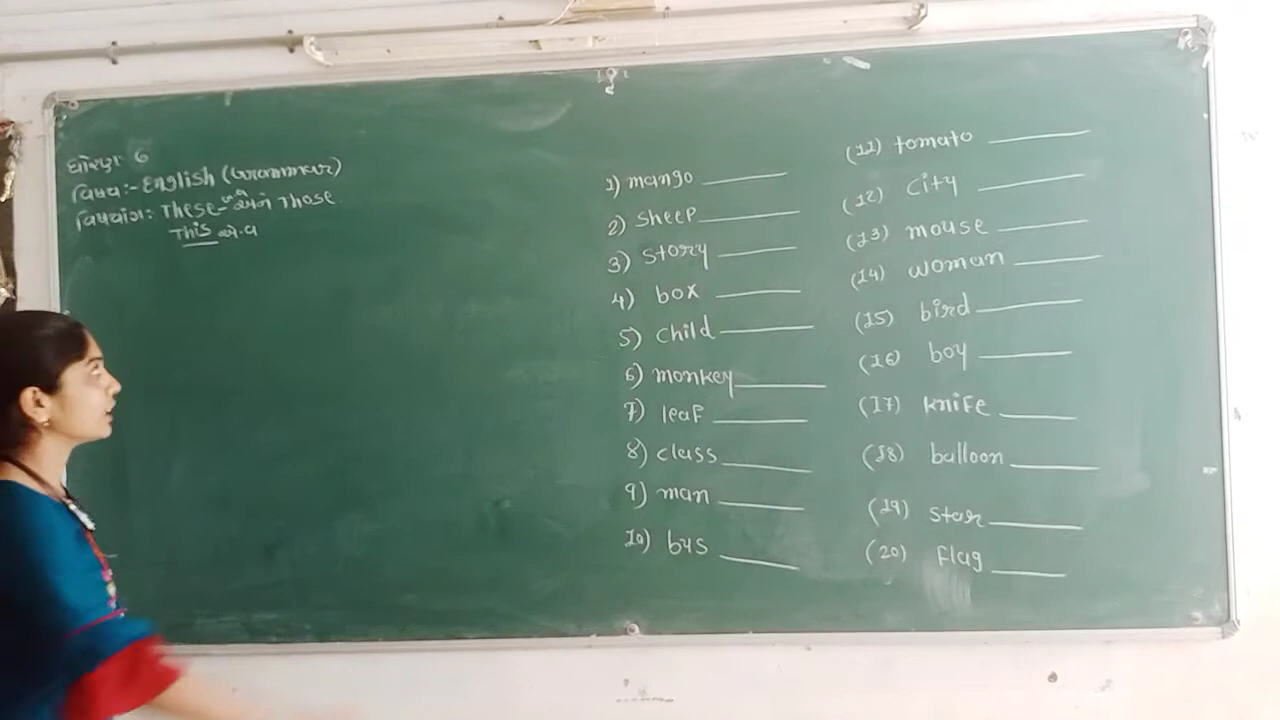 ધોરણ 6
વિષય:- English (Grammar)
વિષયાંગ: These - અને Those
This એ.વ
1) mango
2) sheep
3) story
4) box
5) child
6) monkey
7) leaf
8) class
9) man
10) bus
(11) tomato
(12) city
(13) mouse
(14) woman
(15) bird
(16) boy
(17) knife
(18) balloon
(19) star
(20) flag